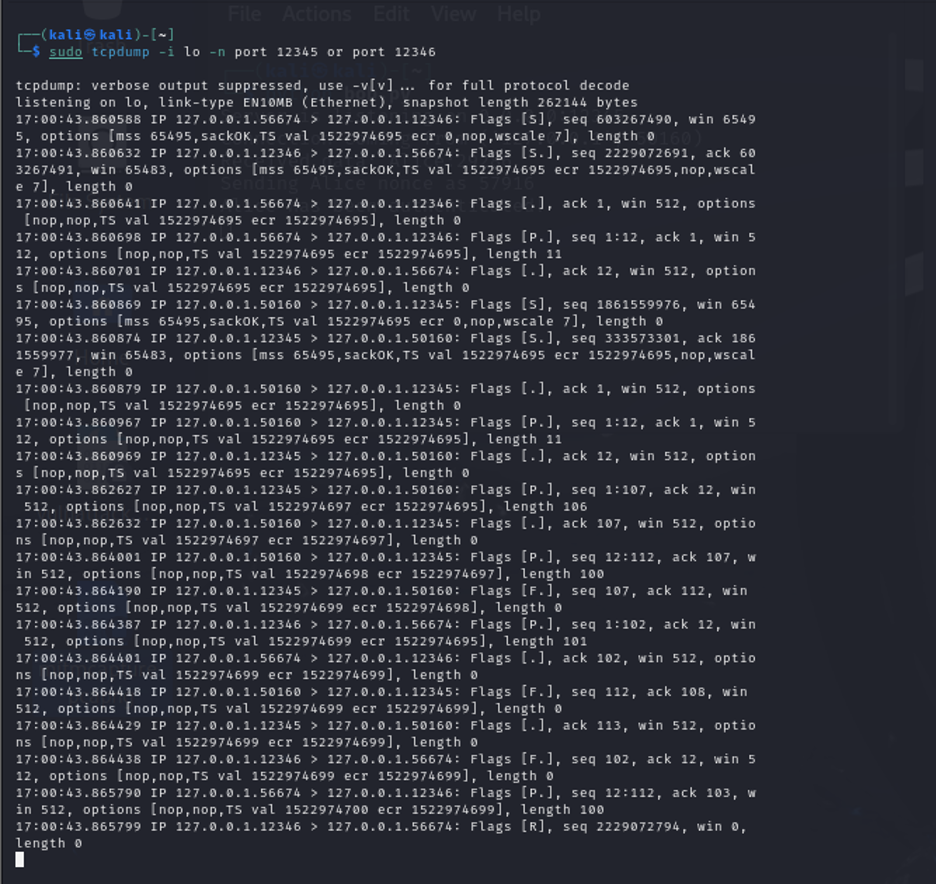 File Actions Edit View Help
┌──(kali㉿kali)-[~]
└─$ sudo tcpdump -i lo -n port 12345 or port 12346
tcpdump: verbose output suppressed, use -v[v]... for full protocol decode
listening on lo, link-type EN10MB (Ethernet), snapshot length 262144 bytes
17:00:43.860588 IP 127.0.0.1.56674 > 127.0.0.1.12346: Flags [S], seq 603267490, win 6549
5, options [mss 65495,sackOK,TS val 1522974695 ecr 0,nop,wscale 7], length 0
17:00:43.860632 IP 127.0.0.1.12346 > 127.0.0.1.56674: Flags [S.], seq 2229072691, ack 60
3267491, win 65483, options [mss 65495,sackOK,TS val 1522974695 ecr 1522974695,nop,wscal
Sending Alice nonce as 57916
e 7], length 0
17:00:43.860641 IP 127.0.0.1.56674 > 127.0.0.1.12346: Flags [.], ack 1, win 512, options
[nop,nop,TS val 1522974695 ecr 1522974695], length 0
17:00:43.860698 IP 127.0.0.1.56674 > 127.0.0.1.12346: Flags [P.], seq 1:12, ack 1, win 5
12, options [nop,nop,TS val 1522974695 ecr 1522974695], length 11
17:00:43.860701 IP 127.0.0.1.12346 > 127.0.0.1.56674: Flags [.], ack 12, win 512, option
s [nop,nop,TS val 1522974695 ecr 1522974695], length 0
17:00:43.860869 IP 127.0.0.1.50160 > 127.0.0.1.12345: Flags [S], seq 1861559976, win 654
95, options [mss 65495,sackOK,TS val 1522974695 ecr 0,nop,wscale 7], length 0
17:00:43.860874 IP 127.0.0.1.12345 > 127.0.0.1.50160: Flags [S.], seq 333573301, ack 186
1559977, win 65483, options [mss 65495,sackOK,TS val 1522974695 ecr 1522974695,nop,wscal
e 7], length 0
17:00:43.860879 IP 127.0.0.1.50160 > 127.0.0.1.12345: Flags [.], ack 1, win 512, options
[nop,nop,TS val 1522974695 ecr 1522974695], length 0
17:00:43.860967 IP 127.0.0.1.50160 > 127.0.0.1.12345: Flags [P.], seq 1:12, ack 1, win 5
12, options [nop,nop,TS val 1522974695 ecr 1522974695], length 11
17:00:43.860969 IP 127.0.0.1.12345 > 127.0.0.1.50160: Flags [.], ack 12, win 512, option
s [nop,nop,TS val 1522974695 ecr 1522974695], length 0
17:00:43.862627 IP 127.0.0.1.12345 > 127.0.0.1.50160: Flags [P.], seq 1:107, ack 12, win
512, options [nop,nop,TS val 1522974697 ecr 1522974695], length 106
17:00:43.862632 IP 127.0.0.1.50160 > 127.0.0.1.12345: Flags [.], ack 107, win 512, optio
ns [nop,nop,TS val 1522974697 ecr 1522974697], length 0
17:00:43.864001 IP 127.0.0.1.50160 > 127.0.0.1.12345: Flags [P.], seq 12:112, ack 107, w
in 512, options [nop,nop,TS val 1522974698 ecr 1522974697], length 100
17:00:43.864190 IP 127.0.0.1.12345 > 127.0.0.1.50160: Flags [F.], seq 107, ack 112, win
512, options [nop,nop,TS val 1522974699 ecr 1522974698], length 0
17:00:43.864387 IP 127.0.0.1.12346 > 127.0.0.1.56674: Flags [P.], seq 1:102, ack 12, win
512, options [nop,nop,TS val 1522974699 ecr 1522974695], length 101
17:00:43.864401 IP 127.0.0.1.56674 > 127.0.0.1.12346: Flags [.], ack 102, win 512, optio
ns [nop,nop,TS val 1522974699 ecr 1522974699], length 0
17:00:43.864418 IP 127.0.0.1.50160 > 127.0.0.1.12345: Flags [F.], seq 112, ack 108, win
512, options [nop,nop,TS val 1522974699 ecr 1522974699], length 0
17:00:43.864429 IP 127.0.0.1.12345 > 127.0.0.1.50160: Flags [.], ack 113, win 512, optio
ns [nop,nop,TS val 1522974699 ecr 1522974699], length 0
17:00:43.864438 IP 127.0.0.1.12346 > 127.0.0.1.56674: Flags [F.], seq 102, ack 12, win 5
12, options [nop,nop,TS val 1522974699 ecr 1522974699], length 0
17:00:43.865790 IP 127.0.0.1.56674 > 127.0.0.1.12346: Flags [P.], seq 12:112, ack 103, w
in 512, options [nop,nop,TS val 1522974700 ecr 1522974699], length 100
17:00:43.865799 IP 127.0.0.1.12346 > 127.0.0.1.56674: Flags [R], seq 2229072794, win 0,
length 0